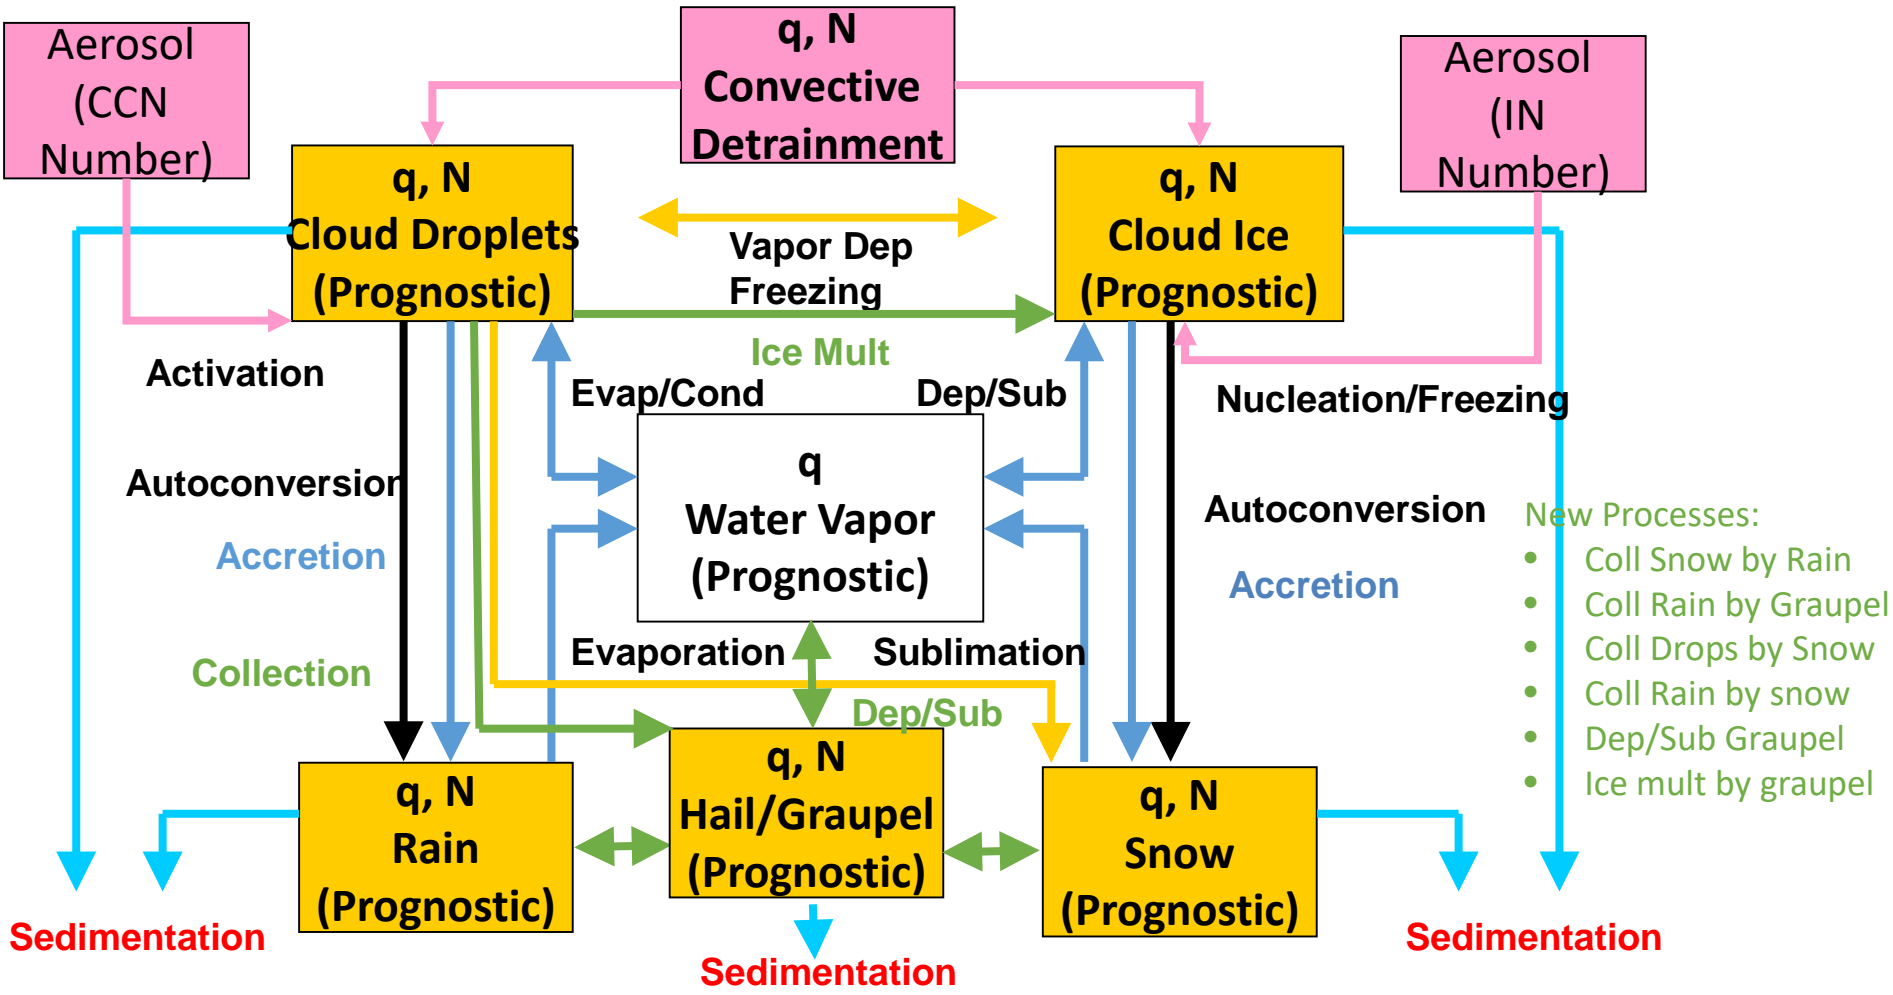 Aerosol
(CCN
Number)
q, N
Convective
Detrainment
Aerosol
(IN
Number)
q, N
Cloud Droplets
(Prognostic)
Vapor Dep
Freezing
Ice Mult
q, N
Cloud Ice
(Prognostic)
Activation
Evap/Cond
Dep/Sub
Nucleation/Freezing
q
Water Vapor
(Prognostic)
Autoconversion
Accretion
Collection
Autoconversion
Accretion
New Processes:
• Coll Snow by Rain
• Coll Rain by Graupel
• Coll Drops by Snow
• Coll Rain by snow
• Dep/Sub Graupel
• Ice mult by graupel
Evaporation
Sublimation
Dep/Sub
q, N
Rain
(Prognostic)
q, N
Hail/Graupel
(Prognostic)
q, N
Snow
(Prognostic)
Sedimentation
Sedimentation
Sedimentation